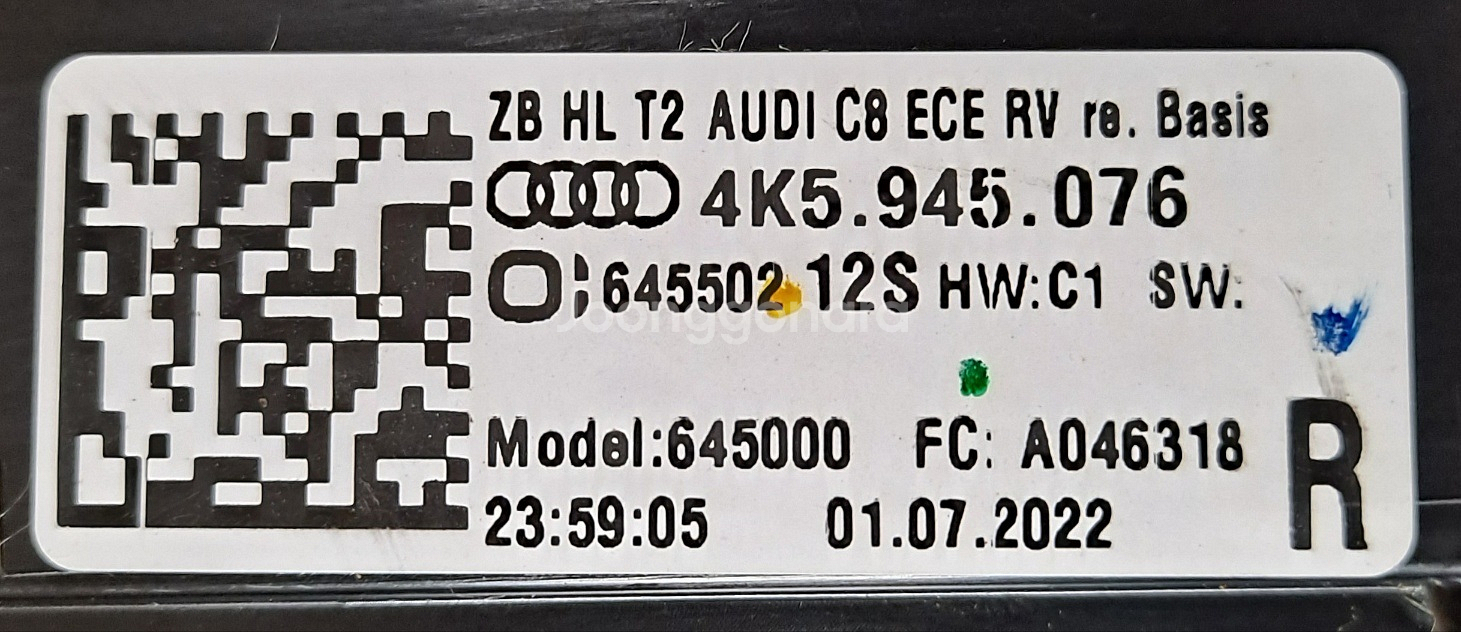 ZB HL T2 AUDI C8 ECE RV re. Basis
4K5.945.076
645502 12S HW:C1 SW:
Joonggonara
Model:645000 FC: A046318
R
23:59:05 01.07.2022